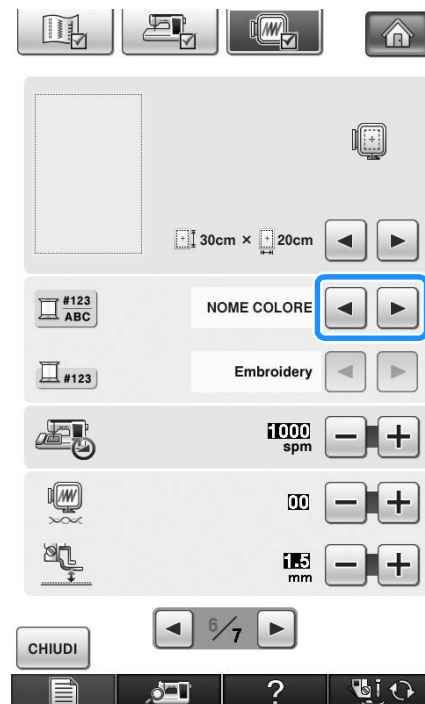 30cm × 20cm
#123
ABC
NOME COLORE
#123
Embroidery
1000
spm
00
1.5
mm
6/7
CHIUDI
?
i